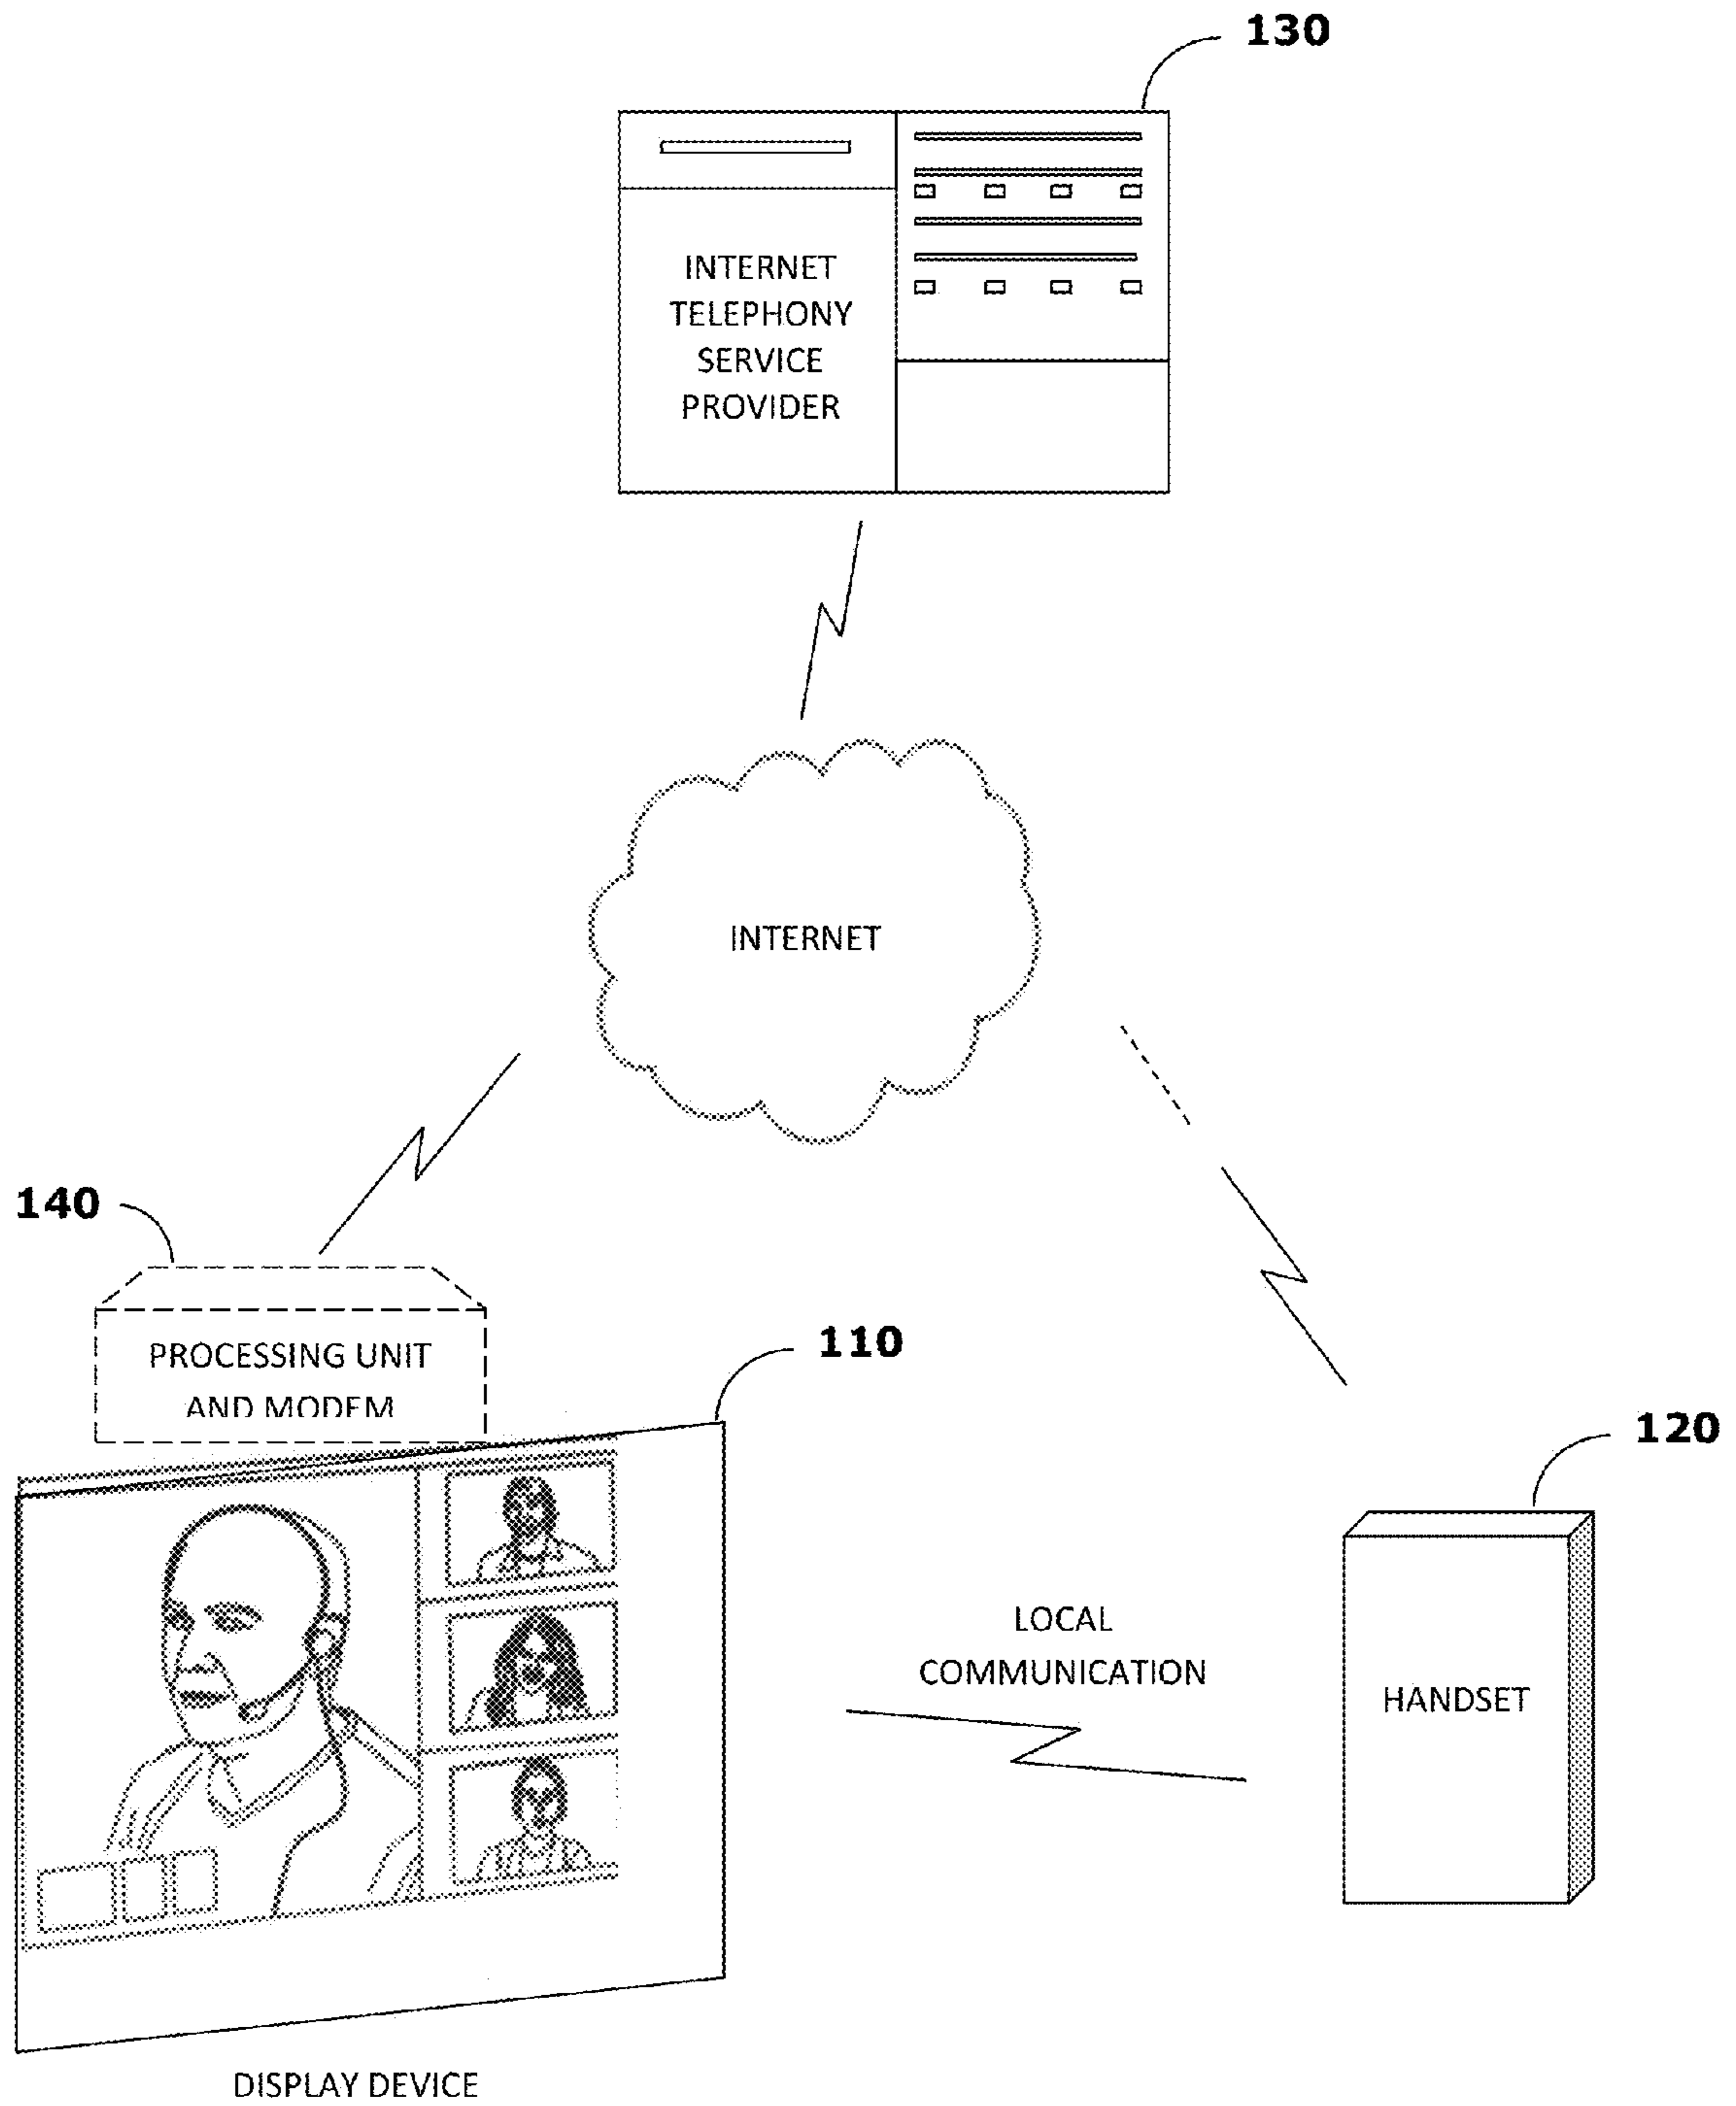 130
INTERNET
TELEPHONY
SERVICE
PROVIDER
INTERNET
140
PROCESSING UNIT
AND MODEM
110
120
LOCAL
COMMUNICATION
HANDSET
DISPLAY DEVICE